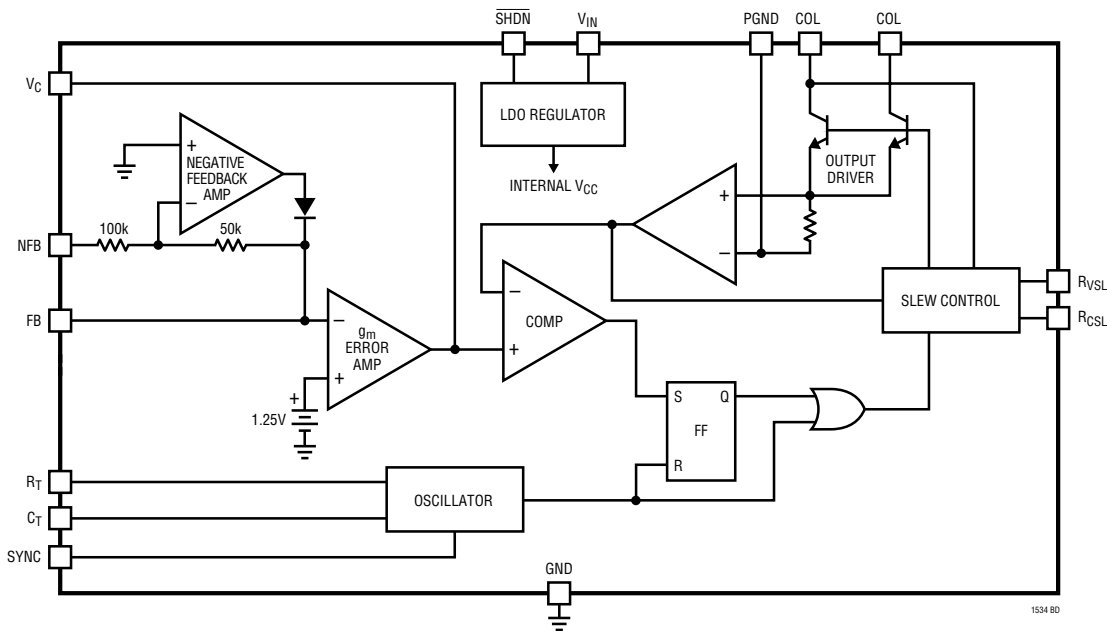 SHDN
VIN
PGND
COL
COL
VC
LDO REGULATOR
+
NEGATIVE
FEEDBACK
AMP
−
OUTPUT
DRIVER
INTERNAL VCC
+
−
NFB
100k
50k
SLEW CONTROL
RVSL
RCSL
FB
−
gm
ERROR
AMP
+
−
COMP
+
+
1.25V
S
Q
FF
R
RT
OSCILLATOR
CT
SYNC
GND
1534 BD